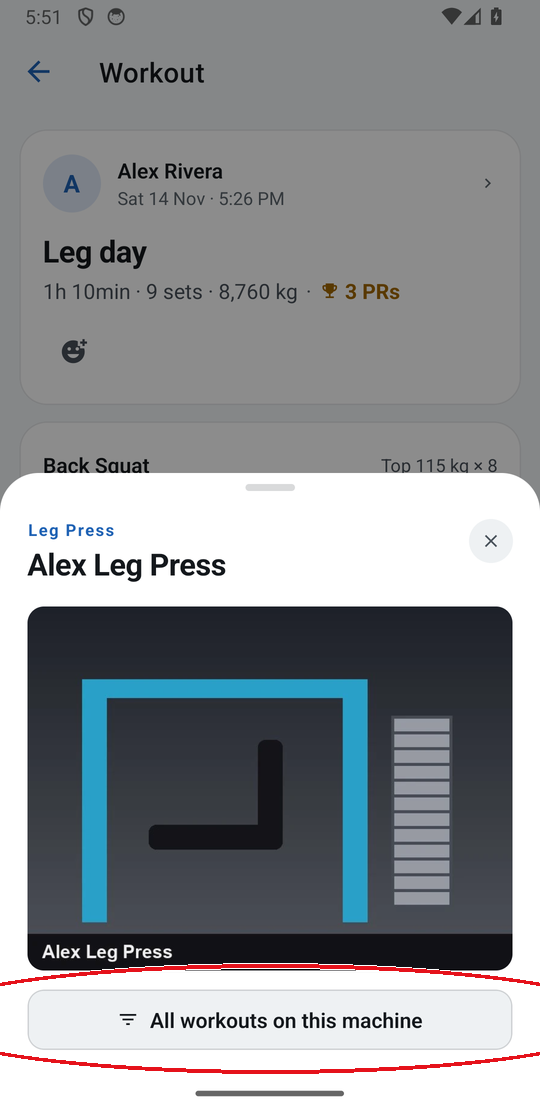 5:51
Workout
A
Alex Rivera
Sat 14 Nov · 5:26 PM
Leg day
1h 10min · 9 sets · 8,760 kg · 3 PRs
Back Squat
Top 115 kg × 8
Leg Press
Alex Leg Press
Alex Leg Press
All workouts on this machine